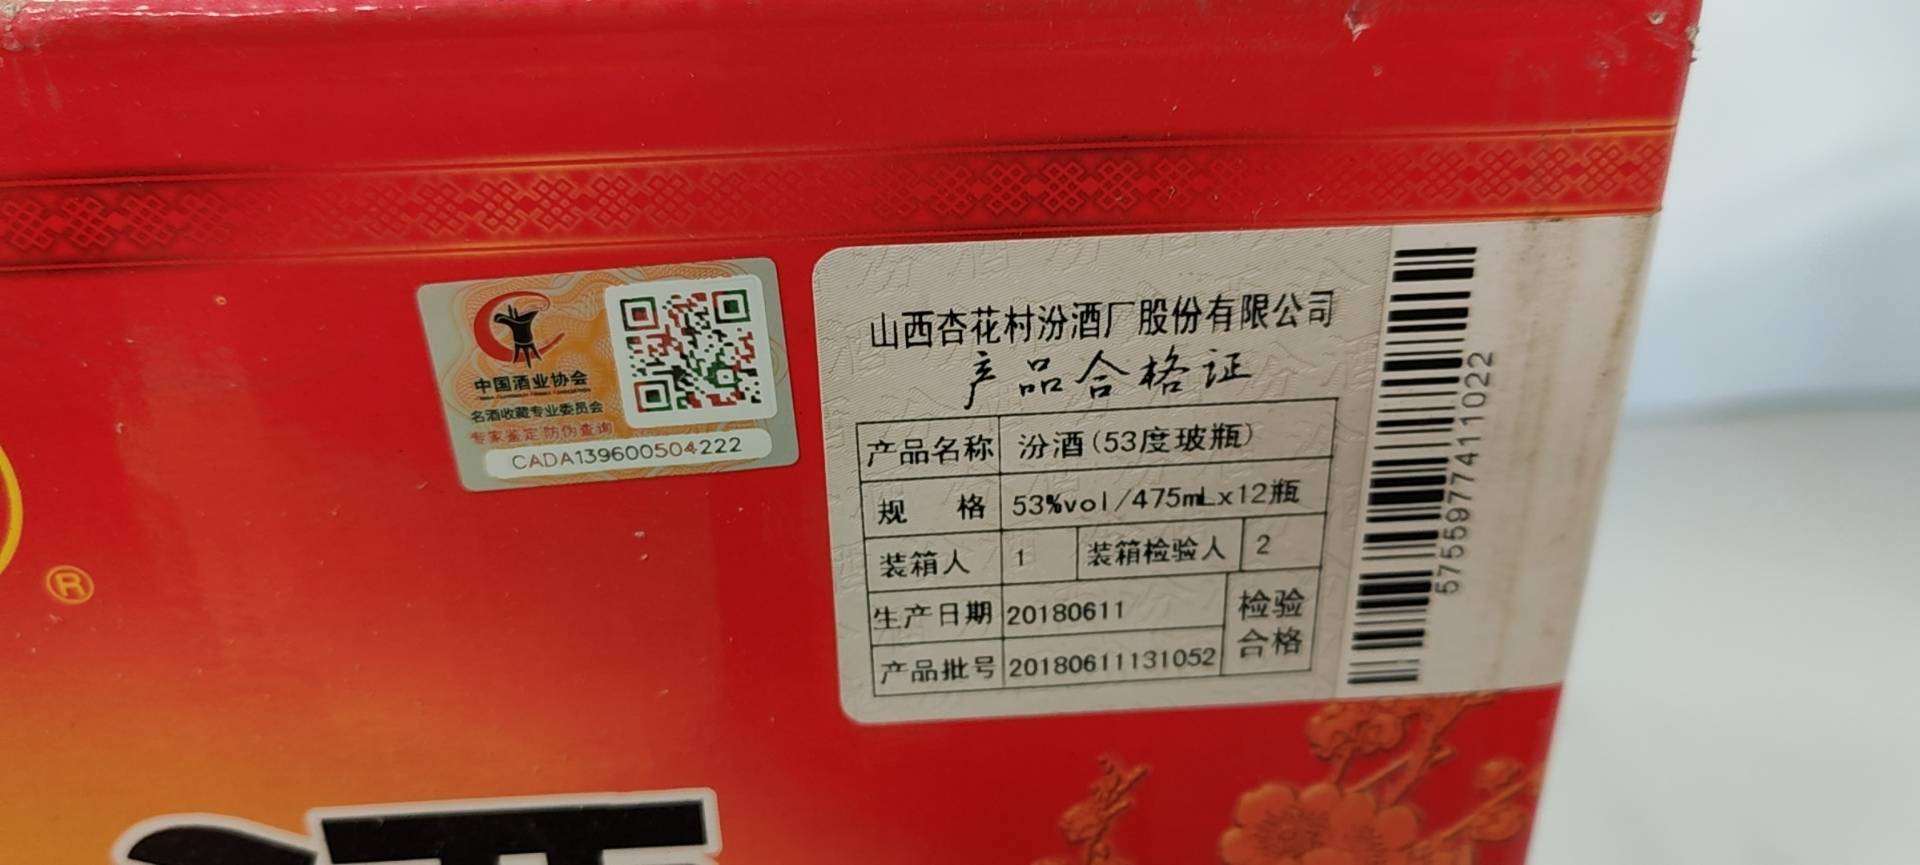 中国酒业协会
名酒收藏专业委员会
专家鉴定 防伪查询
CADA139600504222
山西杏花村汾酒厂股份有限公司
产品合格证
产品名称 汾酒(53度玻瓶)
规 格 53%vol/475mLx12瓶
装箱人 1 装箱检验人 2
生产日期 20180611 检验
产品批号 20180611131052 合格
5755977411022
®